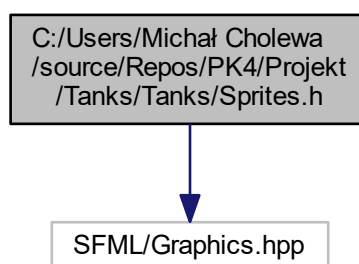 C:/Users/Michał Cholewa
/source/Repos/PK4/Projekt
/Tanks/Tanks/Sprites.h
SFML/Graphics.hpp